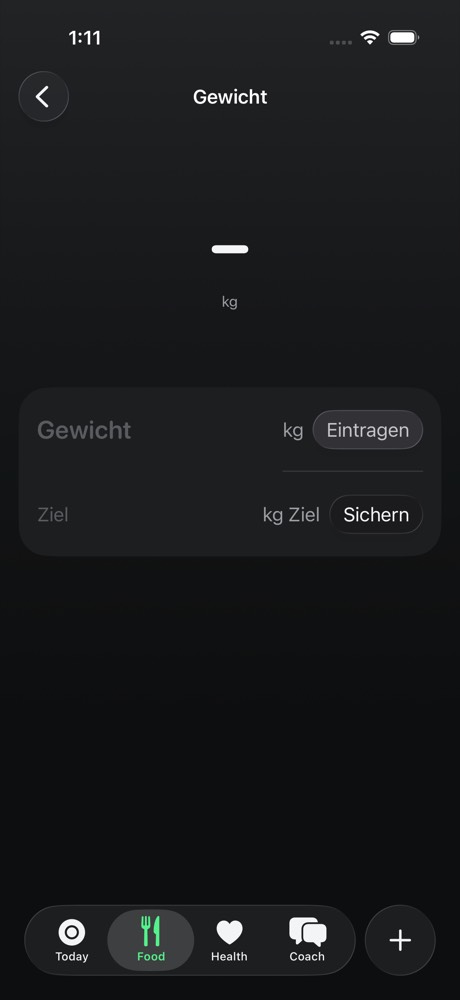 1:11
Gewicht
–
kg
Gewicht kg Eintragen
Ziel kg Ziel Sichern
Today Food Health Coach